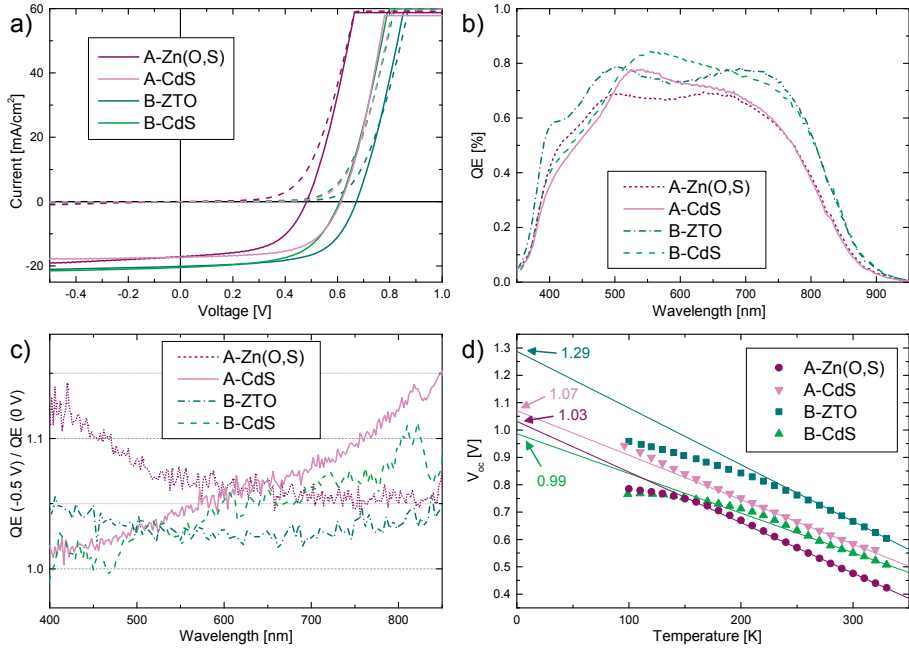 a)
60
40
20
0
-20
Current [mA/cm²]
A-Zn(O,S)
A-CdS
B-ZTO
B-CdS
-0.4 -0.2 0.0 0.2 0.4 0.6 0.8 1.0
Voltage [V]
b)
1.0
0.8
0.6
0.4
0.2
0.0
QE [%]
A-Zn(O,S)
A-CdS
B-ZTO
B-CdS
400 500 600 700 800 900
Wavelength [nm]
c)
1.1
1.0
QE (-0.5 V) / QE (0 V)
A-Zn(O,S)
A-CdS
B-ZTO
B-CdS
400 500 600 700 800
Wavelength [nm]
d)
1.4
1.3
1.2
1.1
1.0
0.9
0.8
0.7
0.6
0.5
0.4
0.3
Voc [V]
1.29
1.07
1.03
0.99
A-Zn(O,S)
A-CdS
B-ZTO
B-CdS
0 100 200 300
Temperature [K]